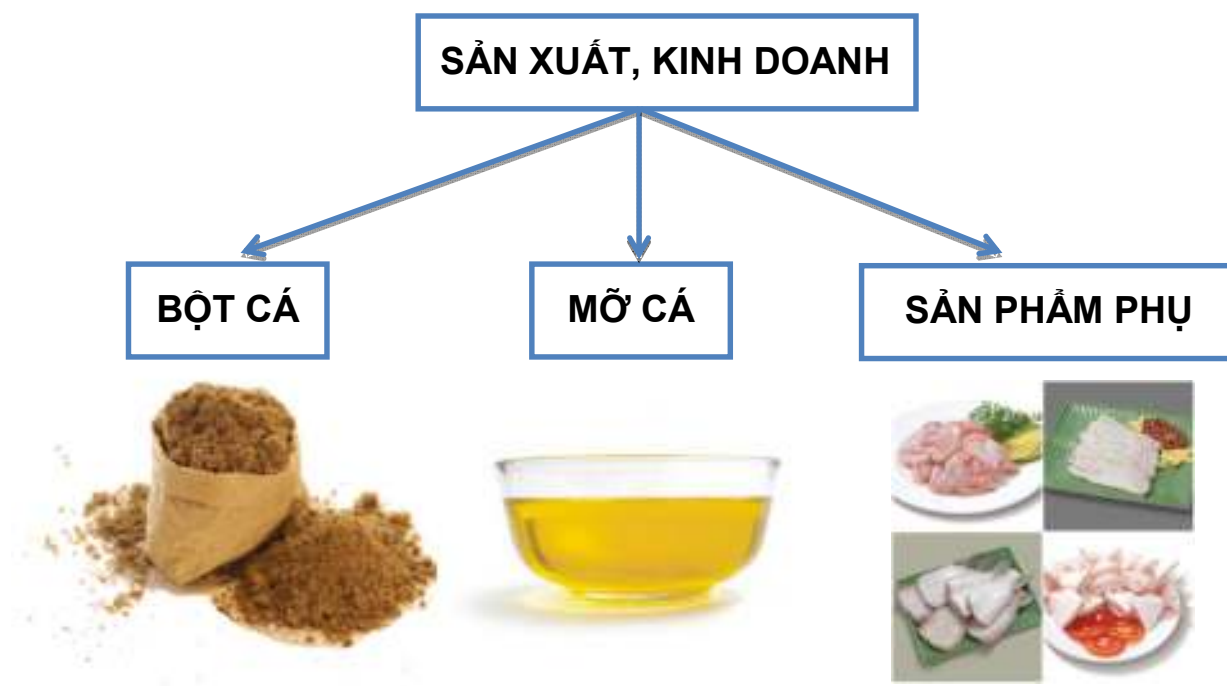 SẢN XUẤT, KINH DOANH
BỘT CÁ
MỠ CÁ
SẢN PHẨM PHỤ